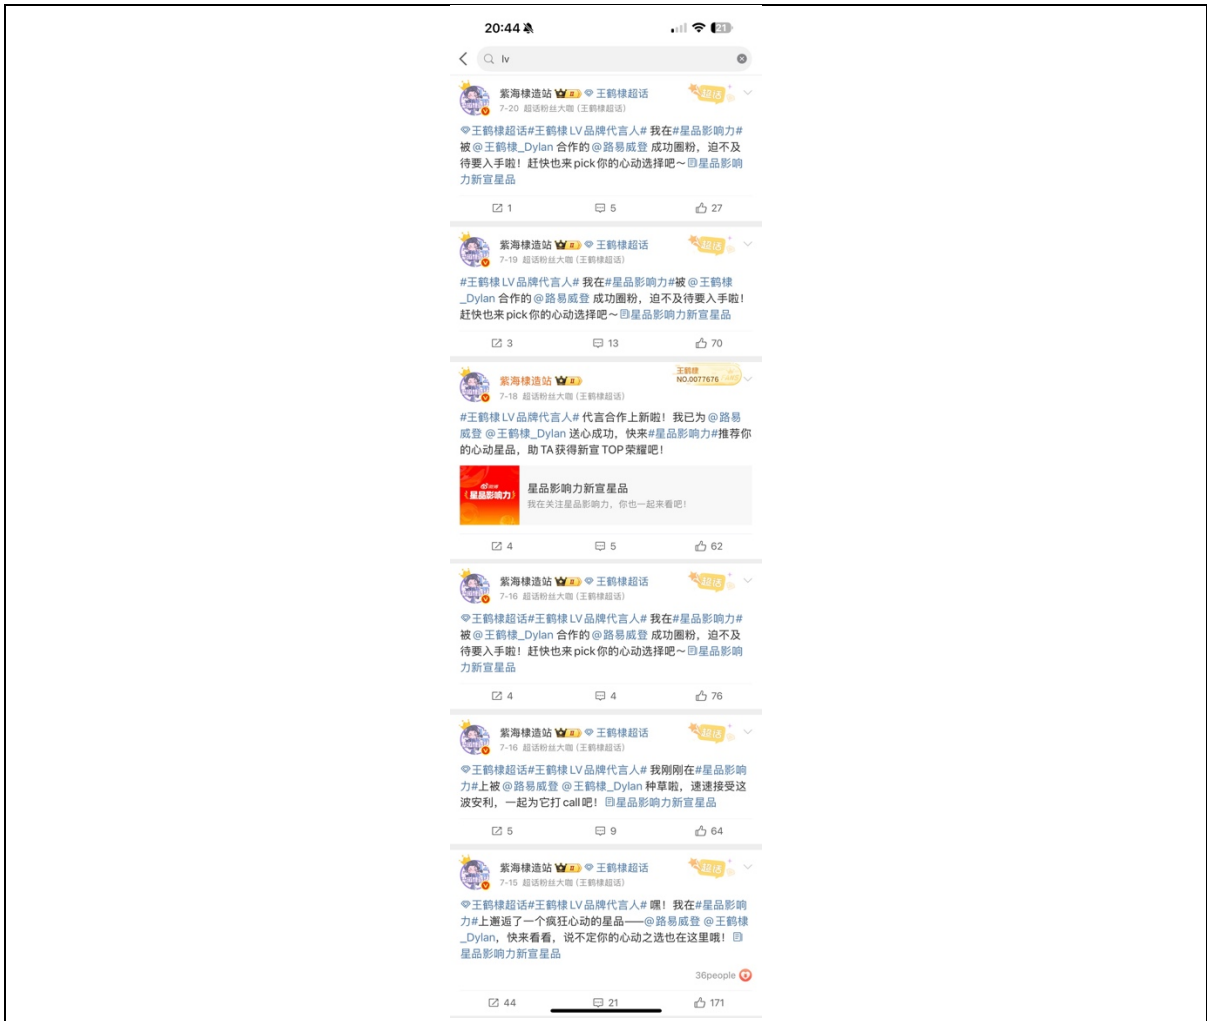 20:44
21
lv
紫海棣造站 王鹤棣超话
超话
7-20 超话粉丝大咖 (王鹤棣超话)
王鹤棣超话#王鹤棣LV品牌代言人# 我在#星品影响力#
被@王鹤棣_Dylan 合作的@路易威登 成功圈粉，迫不及
待要入手啦！赶快也来pick你的心动选择吧～星品影响
力新宣星品
1 5 27
紫海棣造站 王鹤棣超话
超话
7-19 超话粉丝大咖 (王鹤棣超话)
#王鹤棣LV品牌代言人# 我在#星品影响力#被@王鹤棣
_Dylan 合作的@路易威登 成功圈粉，迫不及待要入手啦！
赶快也来pick你的心动选择吧～星品影响力新宣星品
3 13 70
紫海棣造站
王鹤棣
NO.0077676
7-18 超话粉丝大咖 (王鹤棣超话)
#王鹤棣LV品牌代言人# 代言合作上新啦！我已为@路易
威登 @王鹤棣_Dylan 送心成功，快来#星品影响力#推荐你
的心动星品，助TA获得新宣TOP荣耀吧！
《星品影响力》
星品影响力新宣星品
我在关注星品影响力，你也一起来看吧！
4 5 62
紫海棣造站 王鹤棣超话
超话
7-16 超话粉丝大咖 (王鹤棣超话)
王鹤棣超话#王鹤棣LV品牌代言人# 我在#星品影响力#
被@王鹤棣_Dylan 合作的@路易威登 成功圈粉，迫不及
待要入手啦！赶快也来pick你的心动选择吧～星品影响
力新宣星品
4 4 76
紫海棣造站 王鹤棣超话
超话
7-16 超话粉丝大咖 (王鹤棣超话)
王鹤棣超话#王鹤棣LV品牌代言人# 我刚刚在#星品影响
力#上被@路易威登 @王鹤棣_Dylan 种草啦，速速接受这
波安利，一起为它打call吧！星品影响力新宣星品
5 9 64
紫海棣造站 王鹤棣超话
超话
7-15 超话粉丝大咖 (王鹤棣超话)
王鹤棣超话#王鹤棣LV品牌代言人# 嘿！我在#星品影响
力#上邂逅了一个疯狂心动的星品——@路易威登 @王鹤棣
_Dylan，快来看看，说不定你的心动之选也在这里哦！
星品影响力新宣星品
36people
44 21 171